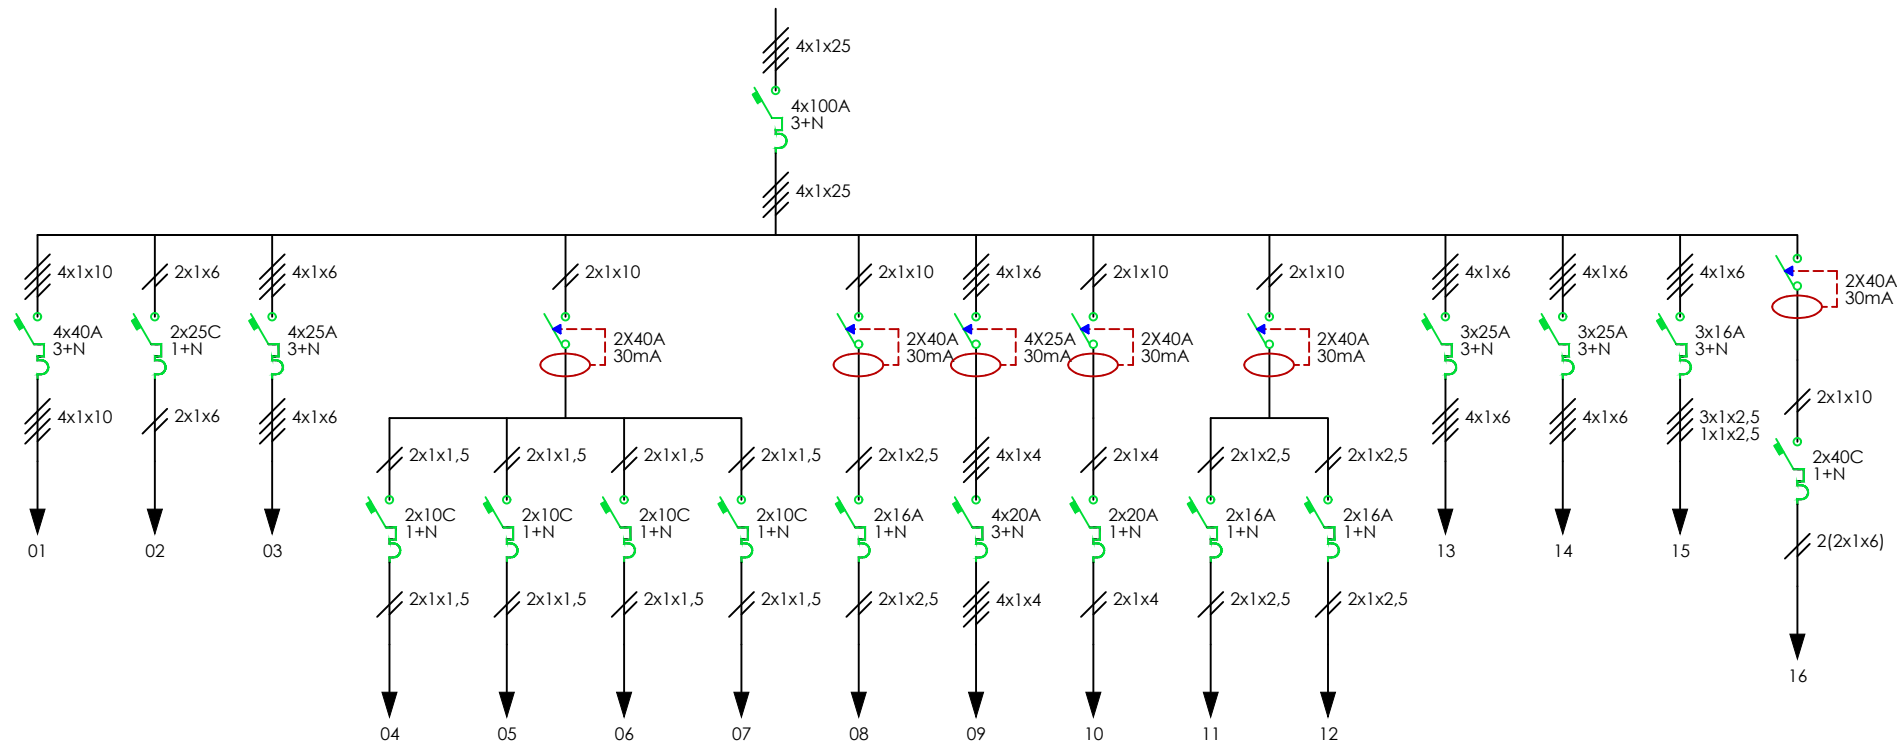 4x1x25
4x100A
3+N
4x1x25
4x1x10
2x1x6
4x1x6
2x1x10
2x1x10
4x1x6
2x1x10
2x1x10
4x1x6
4x1x6
4x1x6
2X40A
30mA
4x40A
3+N
2x25C
1+N
4x25A
3+N
2X40A
30mA
2X40A
30mA
4X25A
30mA
2X40A
30mA
2X40A
30mA
3x25A
3+N
3x25A
3+N
3x16A
3+N
4x1x10
2x1x6
4x1x6
4x1x6
4x1x6
3x1x2,5
1x1x2,5
2x1x10
2x1x1,5
2x1x1,5
2x1x1,5
2x1x1,5
2x1x2,5
4x1x4
2x1x4
2x1x2,5
2x1x2,5
2x40C
1+N
2x10C
1+N
2x10C
1+N
2x10C
1+N
2x10C
1+N
2x16A
1+N
4x20A
3+N
2x20A
1+N
2x16A
1+N
2x16A
1+N
01
02
03
13
14
15
2(2x1x6)
2x1x1,5
2x1x1,5
2x1x1,5
2x1x1,5
2x1x2,5
4x1x4
2x1x4
2x1x2,5
2x1x2,5
16
04
05
06
07
08
09
10
11
12